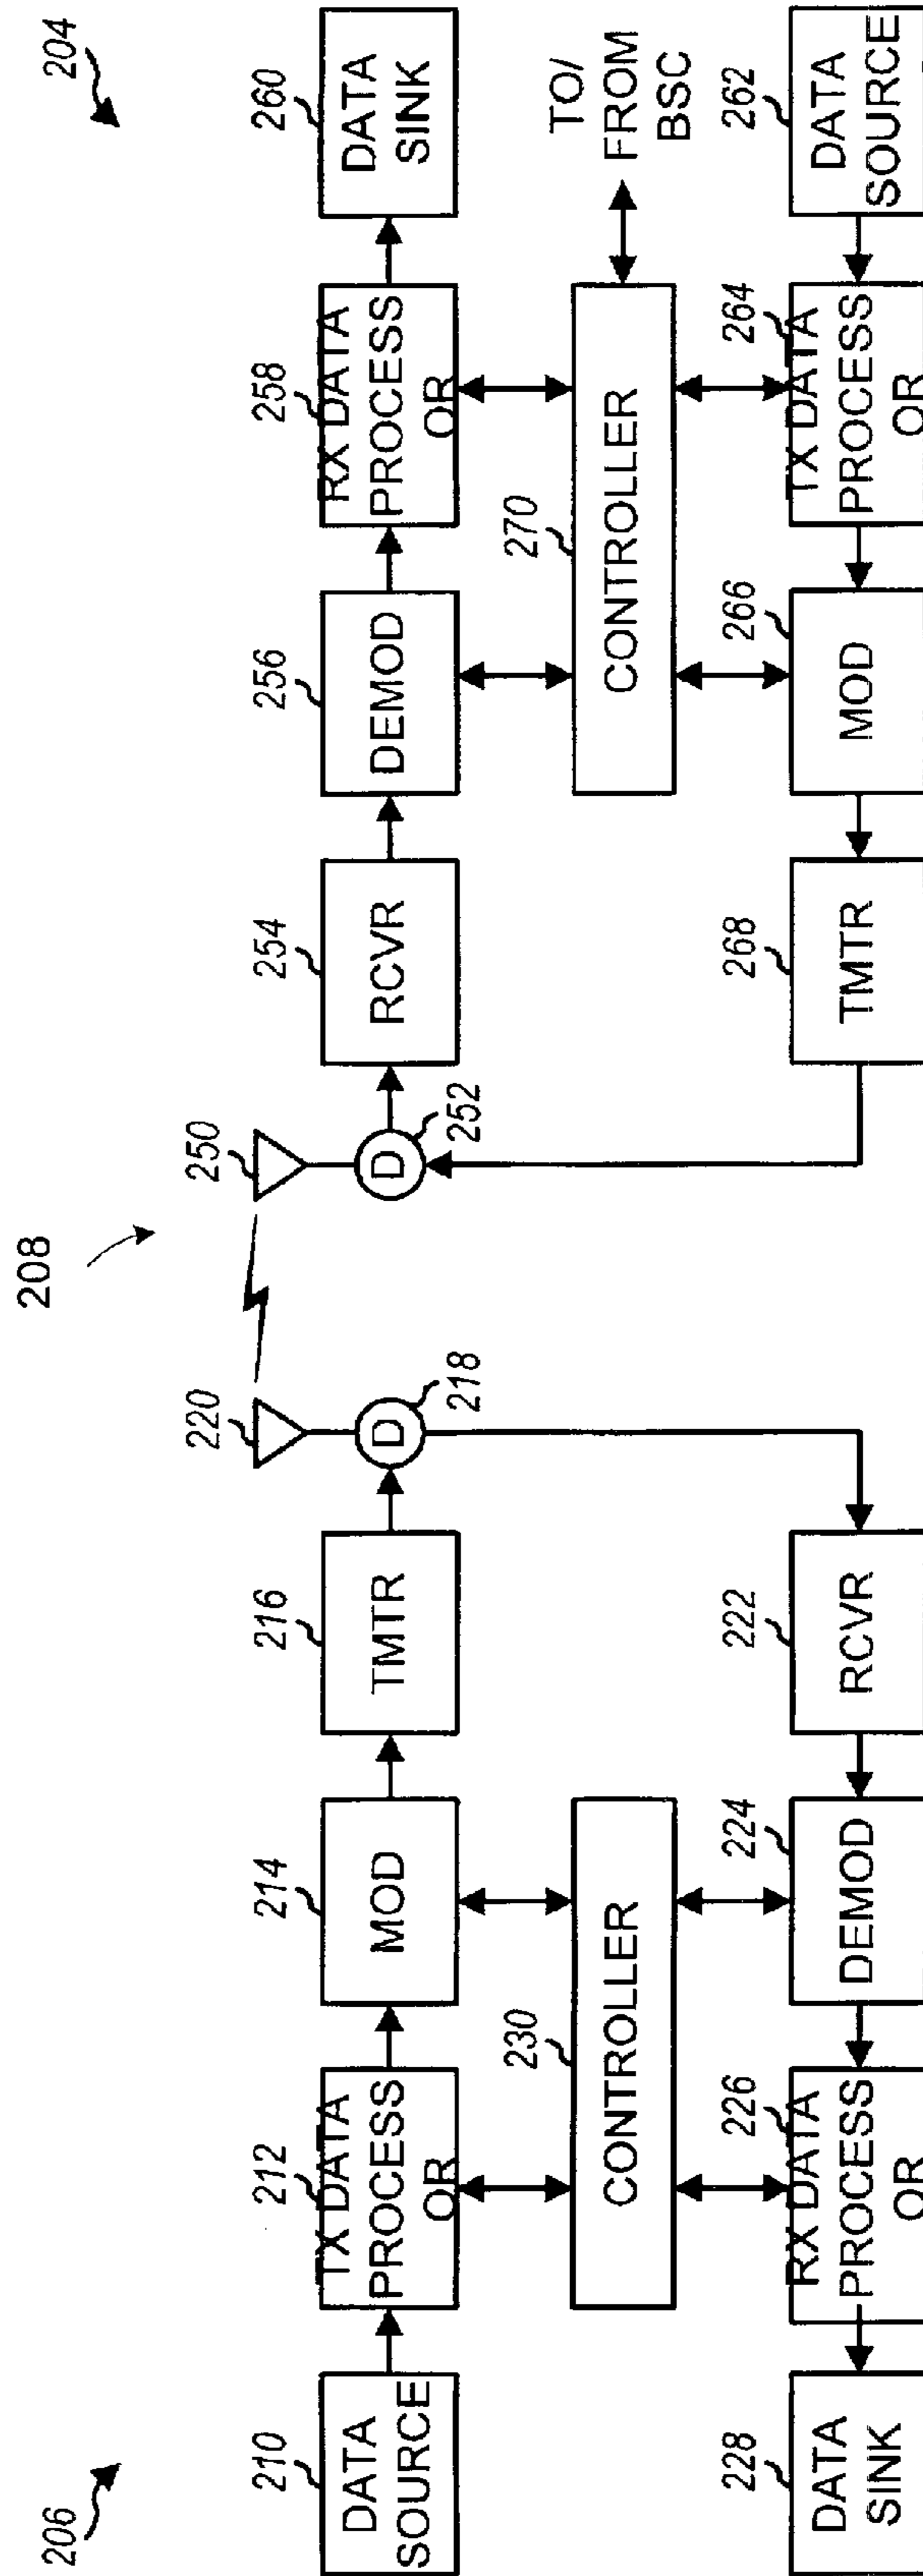 206
208
204
210
DATA
SOURCE
212
TX DATA
PROCESS
OR
214
MOD
216
TMTR
220
D
218
250
D
252
254
RCVR
256
DEMOD
258
RX DATA
PROCESS
OR
260
DATA
SINK
230
CONTROLLER
270
CONTROLLER
TO/
FROM
BSC
228
DATA
SINK
226
RX DATA
PROCESS
OR
224
DEMOD
222
RCVR
268
TMTR
266
MOD
264
TX DATA
PROCESS
OR
262
DATA
SOURCE